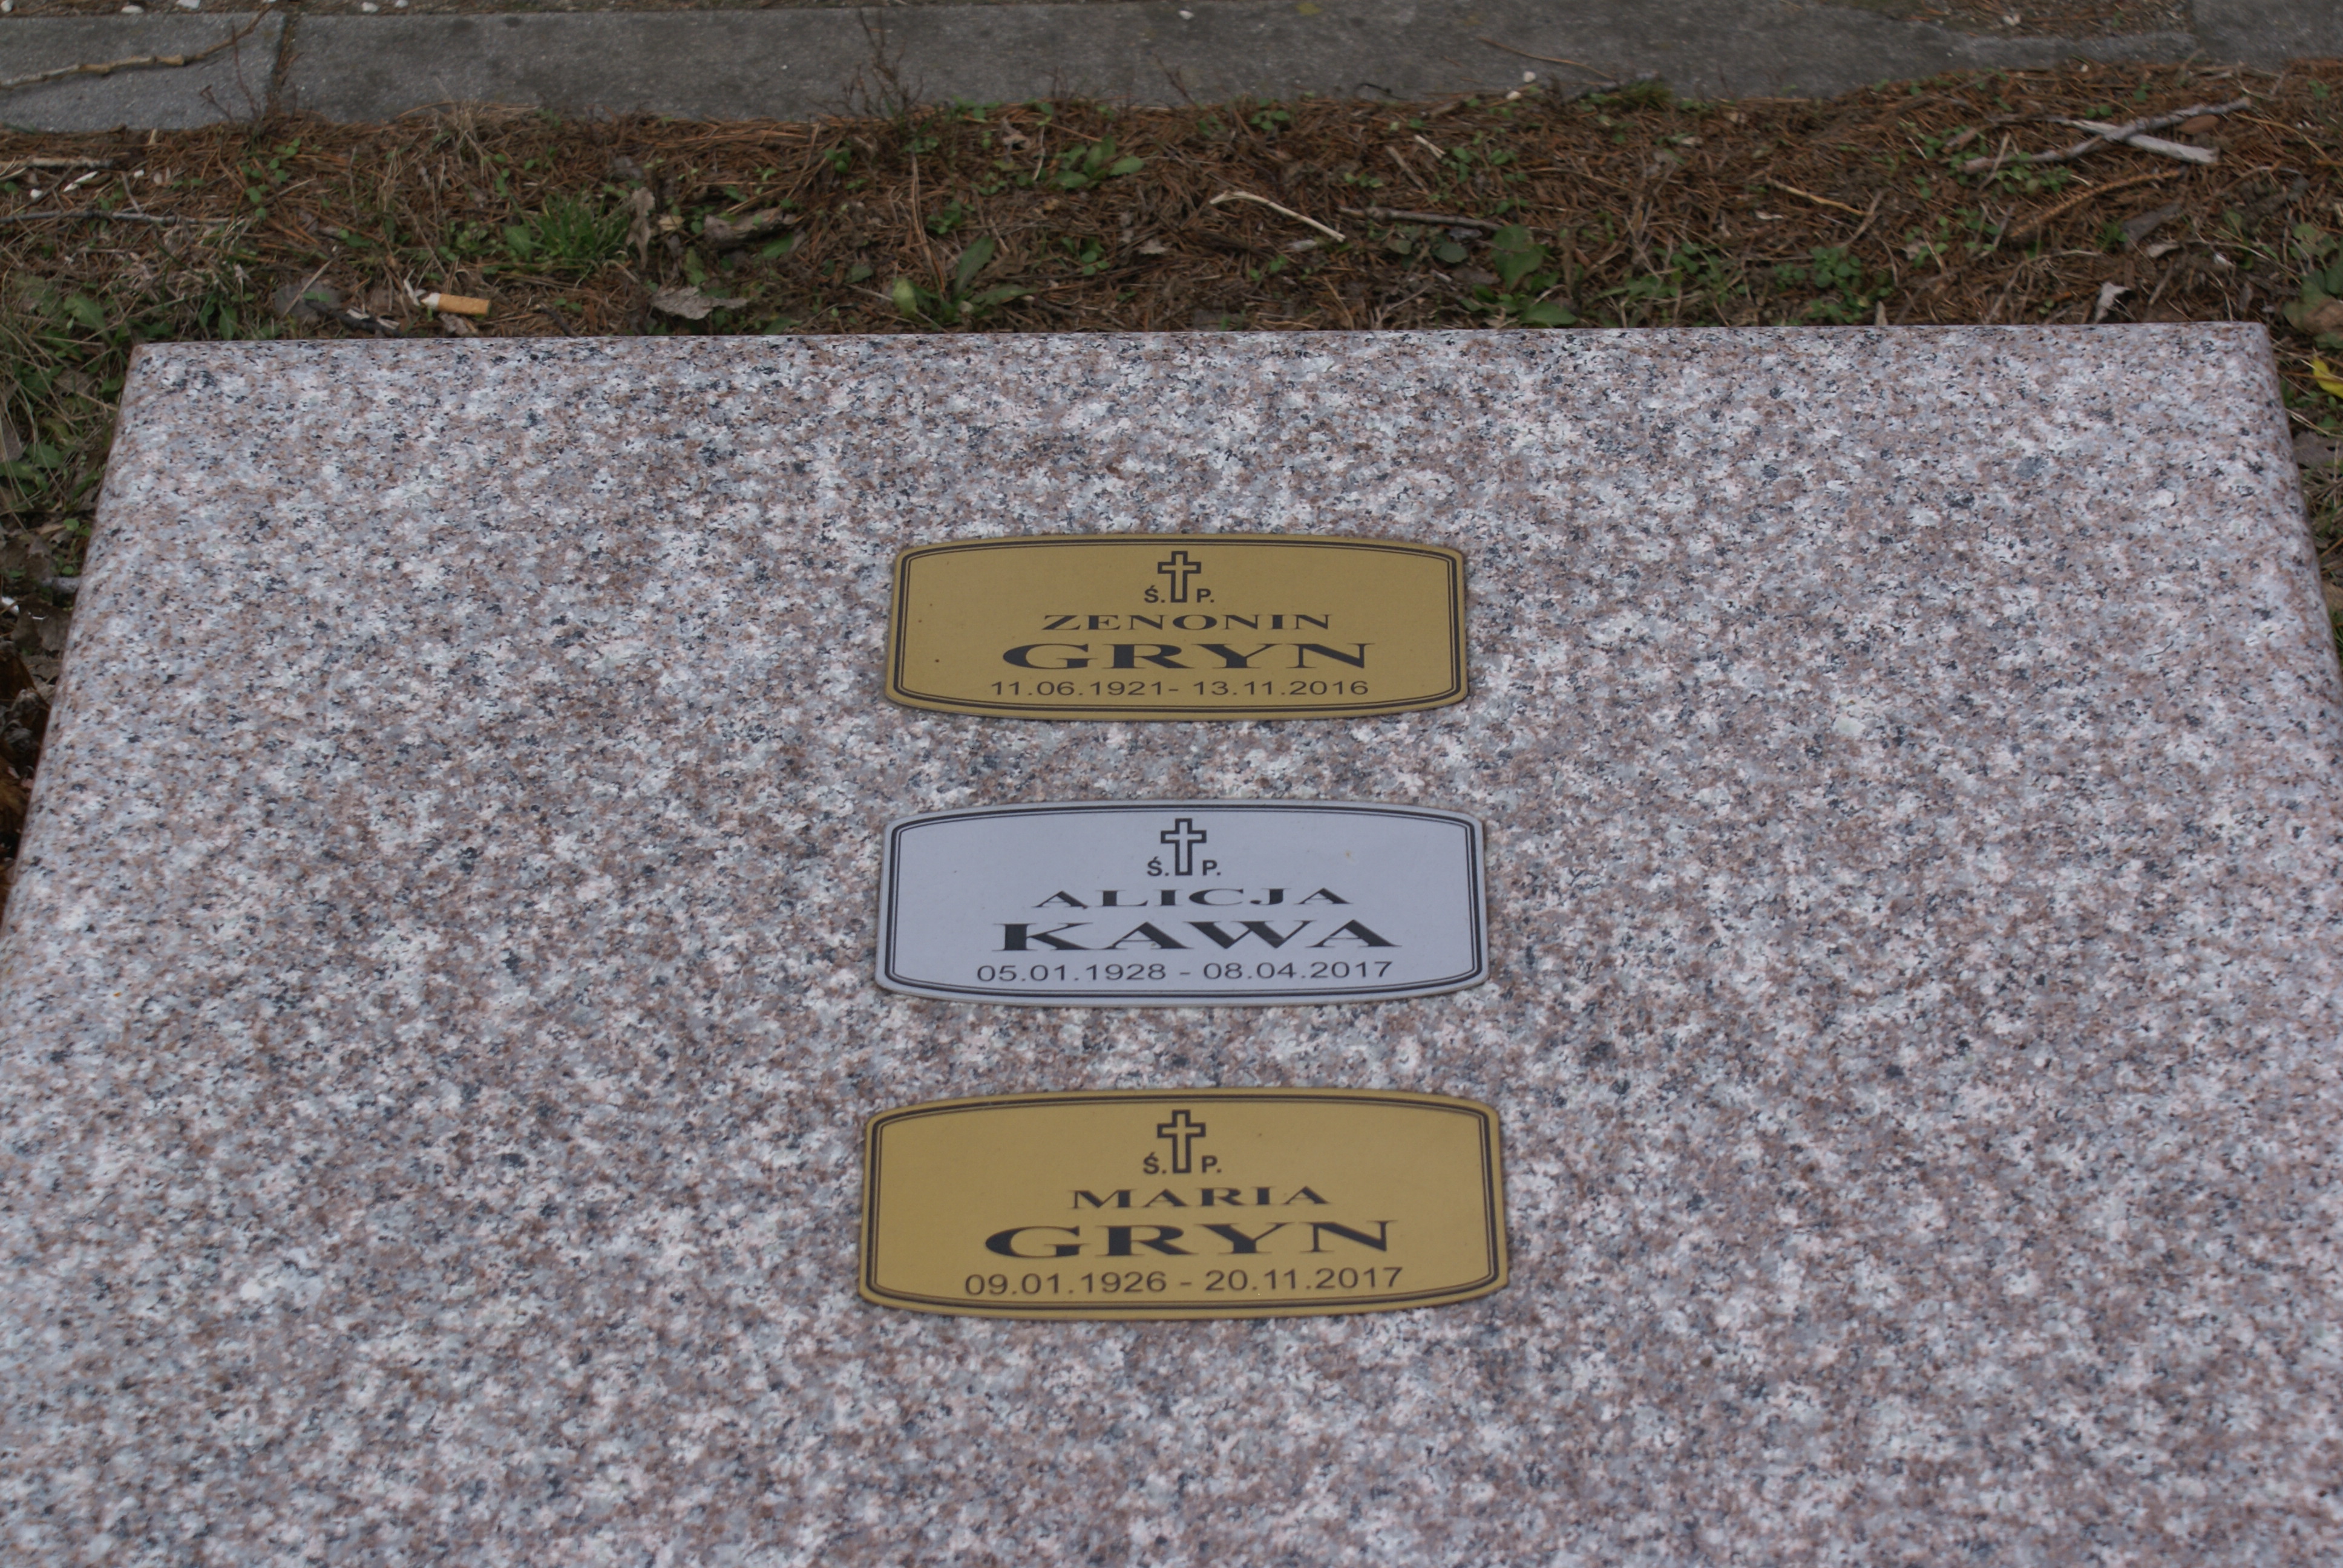 Ś. P.
ZENONIN
GRYN
11.06.1921- 13.11.2016
Ś. P.
ALICJA
KAWA
05.01.1928 - 08.04.2017
Ś. P.
MARIA
GRYN
09.01.1926 - 20.11.2017